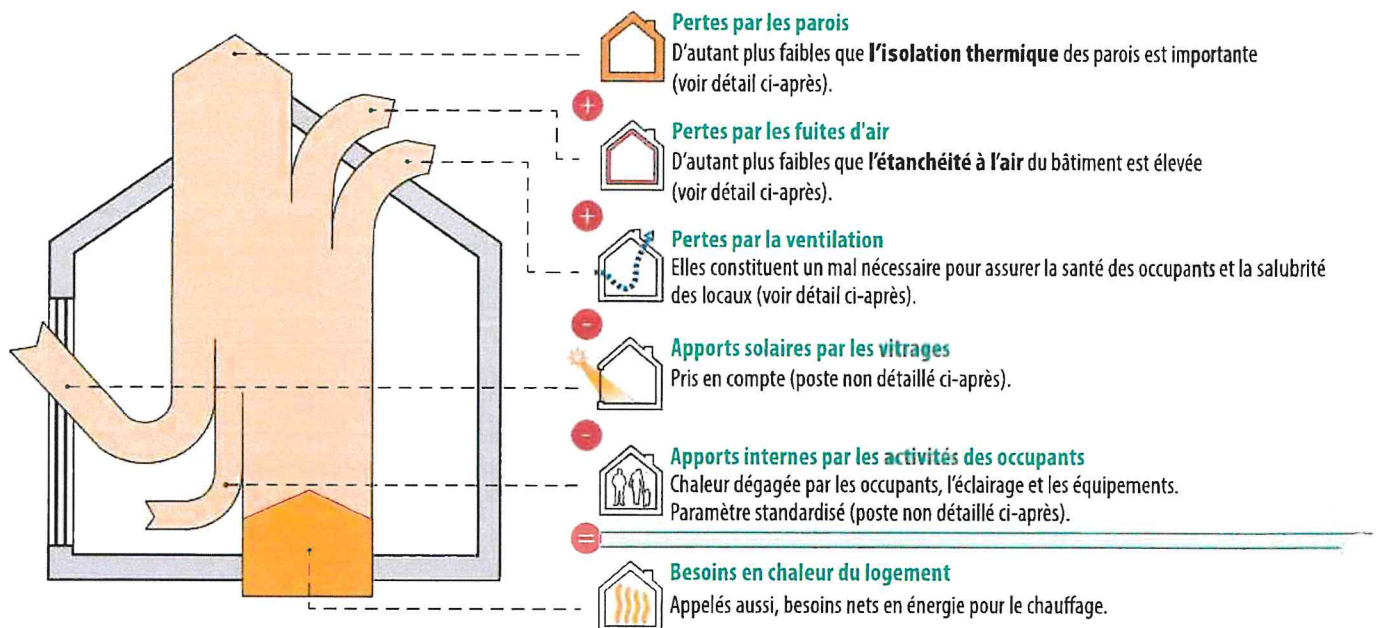 Pertes par les parois
D'autant plus faibles que l'isolation thermique des parois est importante
(voir détail ci-après).
+
Pertes par les fuites d'air
D'autant plus faibles que l'étanchéité à l'air du bâtiment est élevée
(voir détail ci-après).
+
Pertes par la ventilation
Elles constituent un mal nécessaire pour assurer la santé des occupants et la salubrité
des locaux (voir détail ci-après).
-
Apports solaires par les vitrages
Pris en compte (poste non détaillé ci-après).
-
Apports internes par les activités des occupants
Chaleur dégagée par les occupants, l'éclairage et les équipements.
Paramètre standardisé (poste non détaillé ci-après).
=
Besoins en chaleur du logement
Appelés aussi, besoins nets en énergie pour le chauffage.